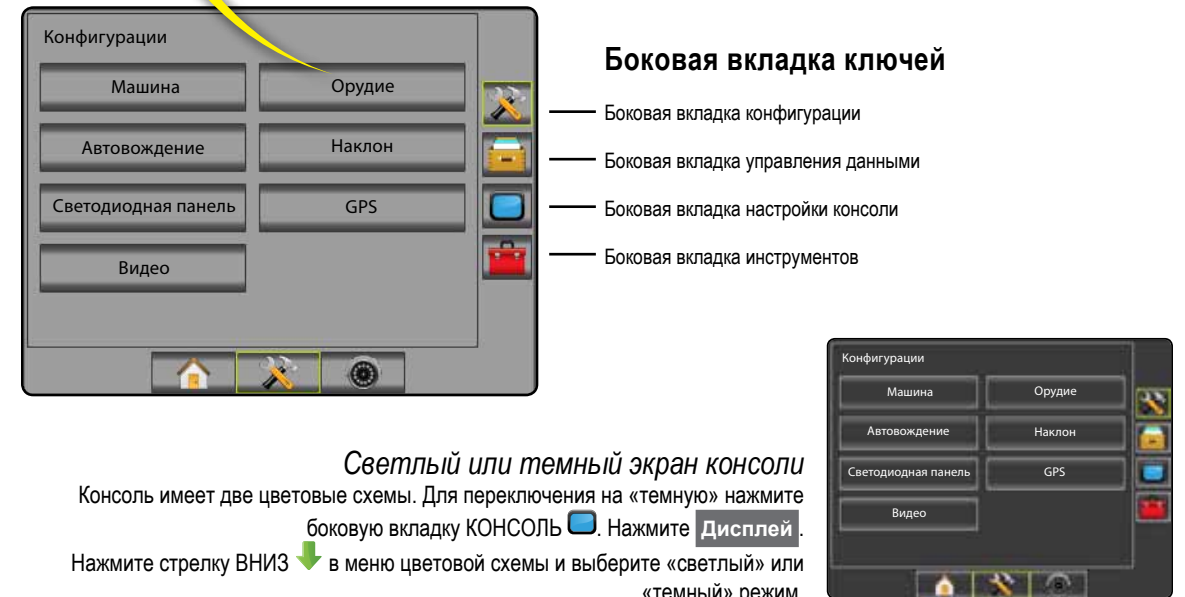 Конфигурации
Машина
Орудие
Автовождение
Наклон
Светодиодная панель
GPS
Видео
Боковая вкладка ключей
Боковая вкладка конфигурации
Боковая вкладка управления данными
Боковая вкладка настройки консоли
Боковая вкладка инструментов
Светлый или темный экран консоли
Консоль имеет две цветовые схемы. Для переключения на «темную» нажмите
боковую вкладку КОНСОЛЬ . Нажмите Дисплей .
Нажмите стрелку ВНИЗ в меню цветовой схемы и выберите «светлый» или
«темный» режим.
Конфигурации
Машина
Орудие
Автовождение
Наклон
Светодиодная панель
GPS
Видео